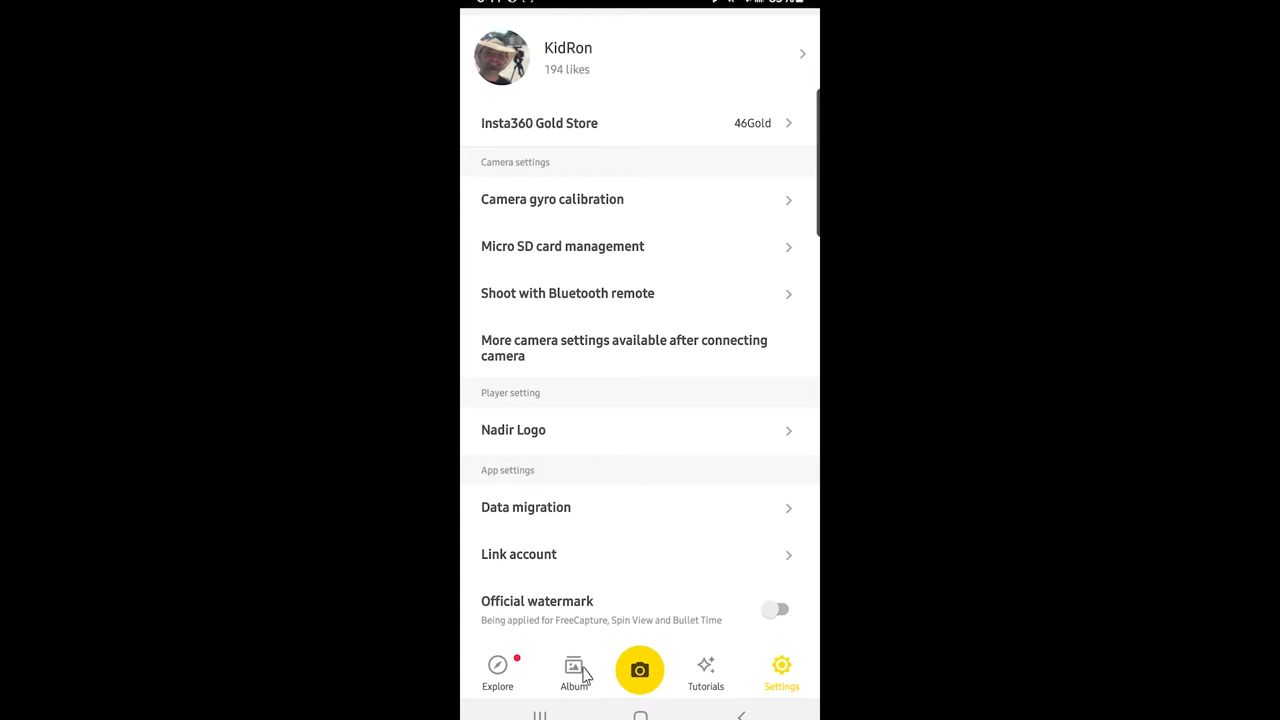 KidRon
194 likes
Insta360 Gold Store
46Gold
Camera settings
Camera gyro calibration
Micro SD card management
Shoot with Bluetooth remote
More camera settings available after connecting
camera
Player setting
Nadir Logo
App settings
Data migration
Link account
Official watermark
Being applied for FreeCapture, Spin View and Bullet Time
Explore
Album
Tutorials
Settings